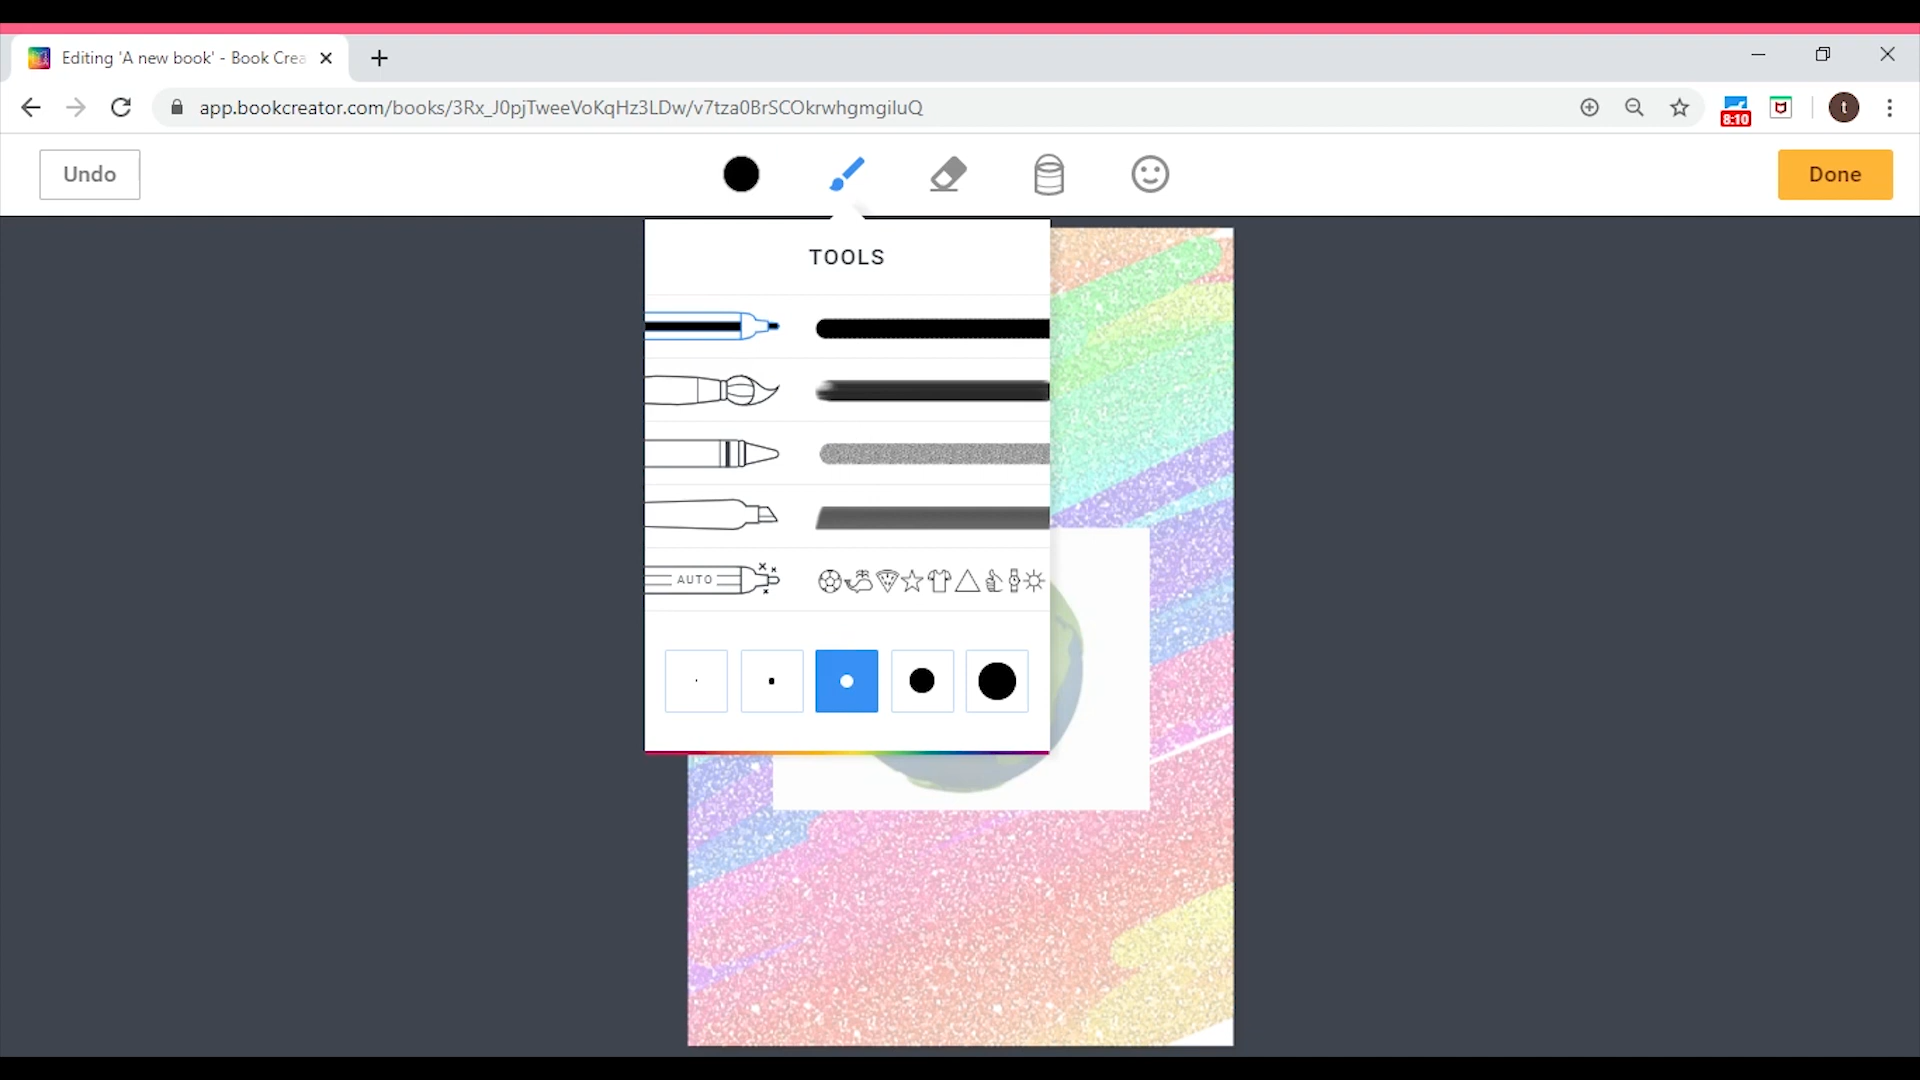 Editing 'A new book' - Book Crea
app.bookcreator.com/books/3Rx_J0pjTweeVoKqHz3LDw/v7tza0BrSCOkrwhgmgiluQ
8:10
t
Undo
Done
TOOLS
AUTO